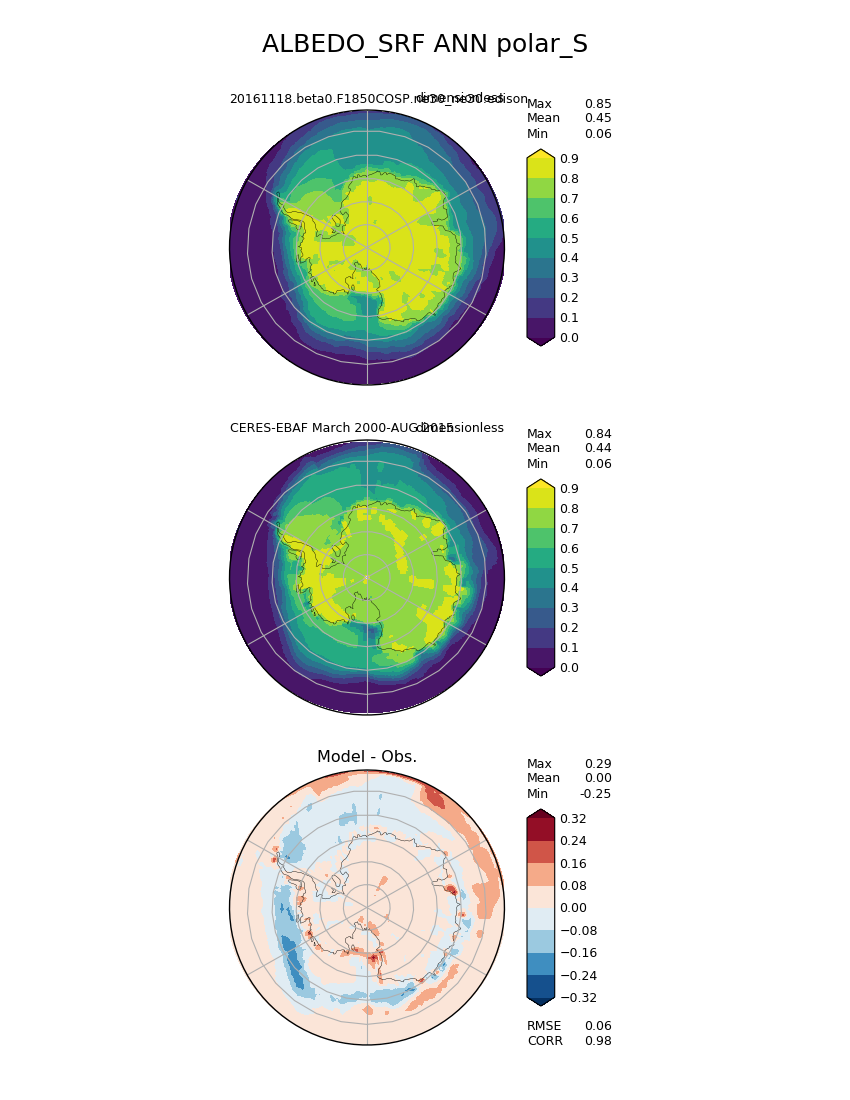 ALBEDO_SRF ANN polar_S
20161118.beta0.F1850COSP.ne30_ne30.edison
dimensionless
Max 0.85
Mean 0.45
Min 0.06
0.9
0.8
0.7
0.6
0.5
0.4
0.3
0.2
0.1
0.0
CERES-EBAF March 2000-AUG 2015
dimensionless
Max 0.84
Mean 0.44
Min 0.06
0.9
0.8
0.7
0.6
0.5
0.4
0.3
0.2
0.1
0.0
Model - Obs.
Max 0.29
Mean 0.00
Min -0.25
0.32
0.24
0.16
0.08
0.00
−0.08
−0.16
−0.24
−0.32
RMSE 0.06
CORR 0.98